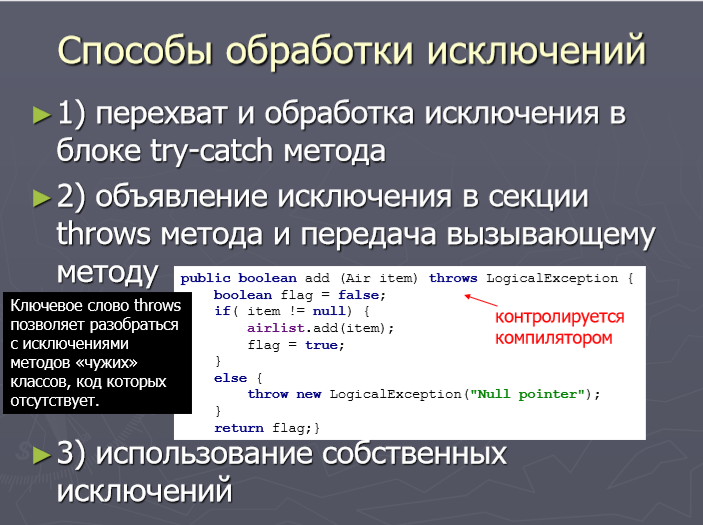 Способы обработки исключений
► 1) перехват и обработка исключения в
блоке try-catch метода
► 2) объявление исключения в секции
throws метода и передача вызывающему
методу
public boolean add (Air item) throws LogicalException {
boolean flag = false;
if( item != null) {
airlist.add(item);
flag = true;
}
else {
throw new LogicalException("Null pointer");
}
return flag;}
контролируется
компилятором
Ключевое слово throws
позволяет разобраться
с исключениями
методов «чужих»
классов, код которых
отсутствует.
► 3) использование собственных
исключений